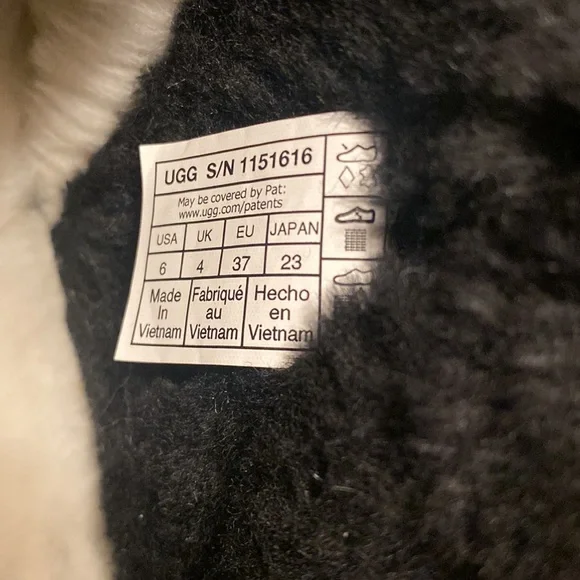 UGG S/N 1151616
May be covered by Pat:
www.ugg.com/patents
USA UK EU JAPAN
6 4 37 23
Made Fabriqué Hecho
In au en
Vietnam Vietnam Vietnam